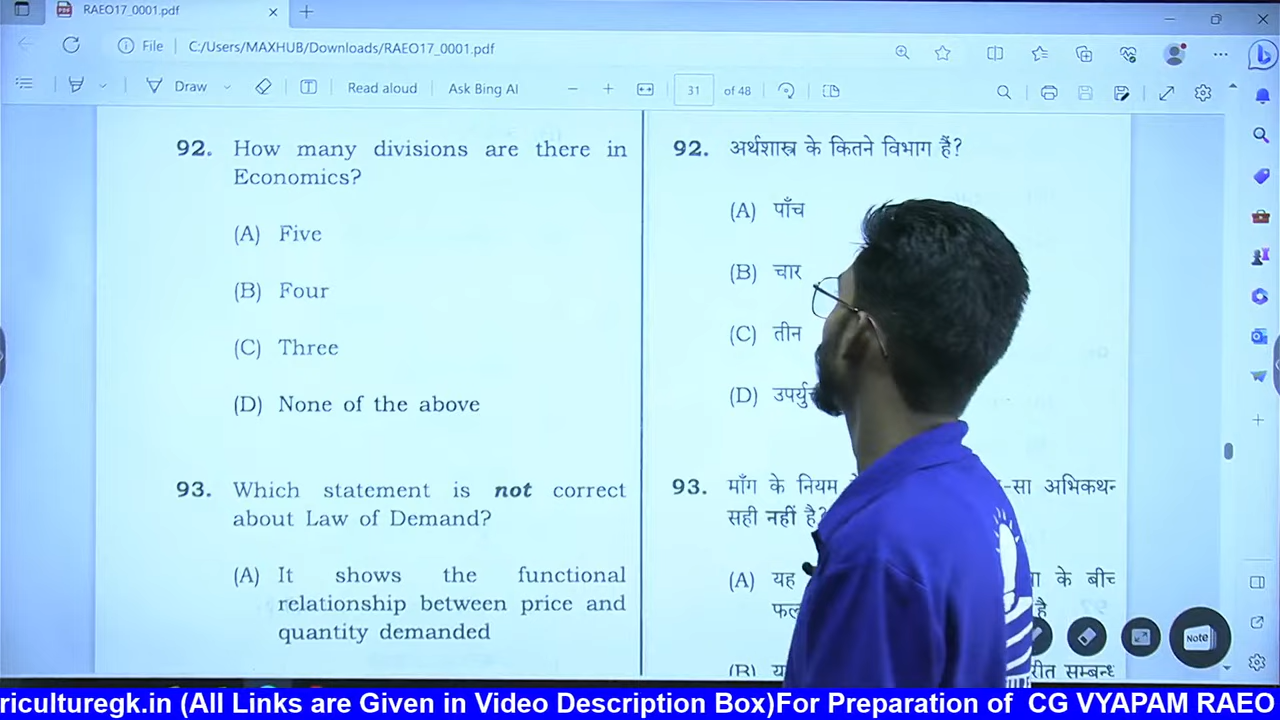 RAEO17_0001.pdf
File C:/Users/MAXHUB/Downloads/RAEO17_0001.pdf
Draw Read aloud Ask Bing AI 31 of 48
92. How many divisions are there in
Economics?
(A) Five
(B) Four
(C) Three
(D) None of the above
93. Which statement is not correct
about Law of Demand?
(A) It shows the functional
relationship between price and
quantity demanded
92. अर्थशास्त्र के कितने विभाग हैं?
(A) पाँच
(B) चार
(C) तीन
(D)
93. माँग के नियम -सा अभिकथन
सही नहीं है?
(A) यह के बीच
है
(B)
Note
riculturegk.in (All Links are Given in Video Description Box)For Preparation of CG VYAPAM RAEO